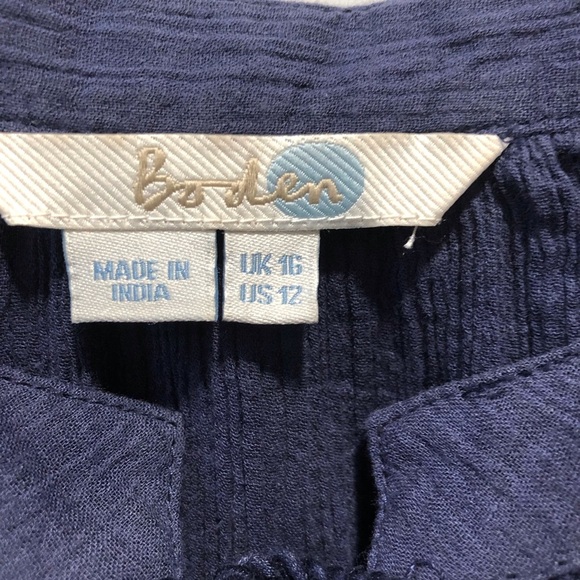 Boden
MADE IN
INDIA
UK 16
US 12